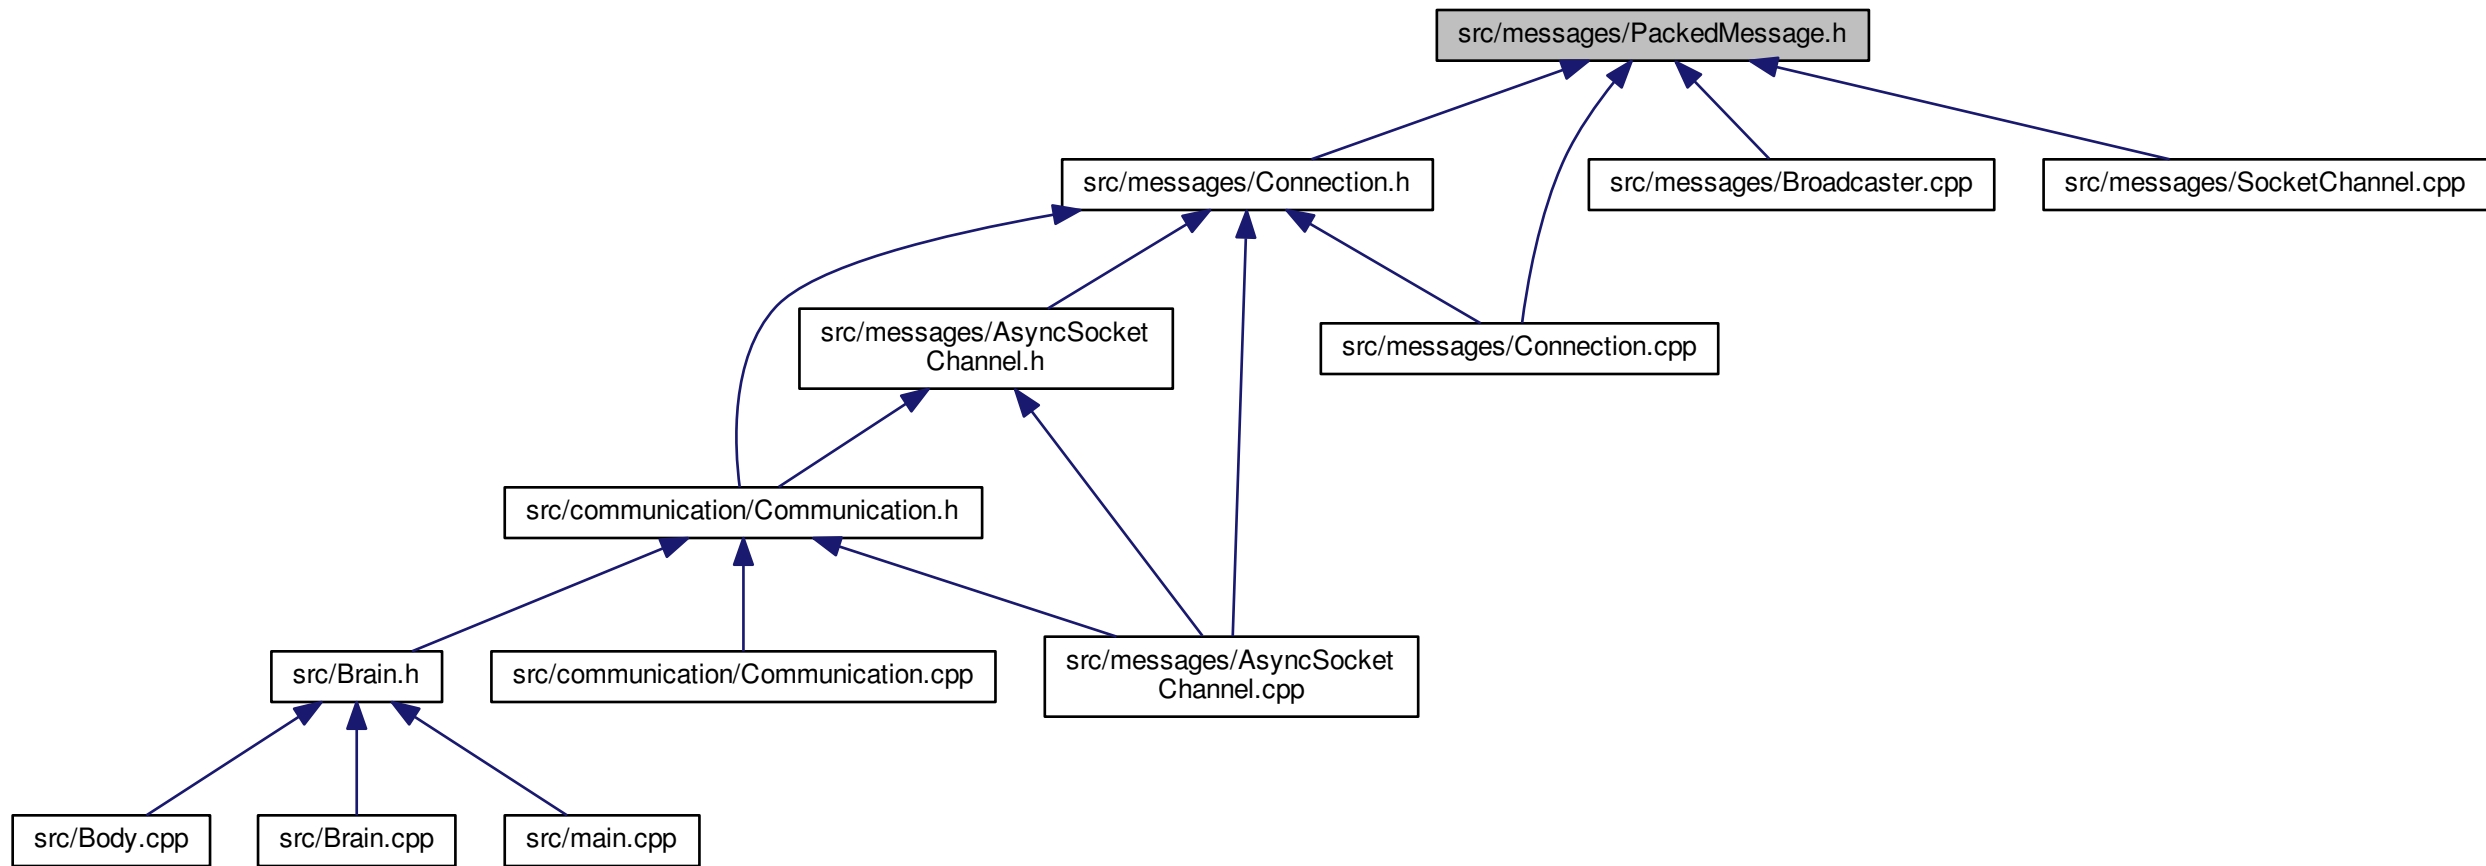 src/messages/PackedMessage.h
src/messages/Connection.h
src/messages/Broadcaster.cpp
src/messages/SocketChannel.cpp
src/messages/AsyncSocket
Channel.h
src/messages/Connection.cpp
src/communication/Communication.h
src/Brain.h
src/communication/Communication.cpp
src/messages/AsyncSocket
Channel.cpp
src/Body.cpp
src/Brain.cpp
src/main.cpp